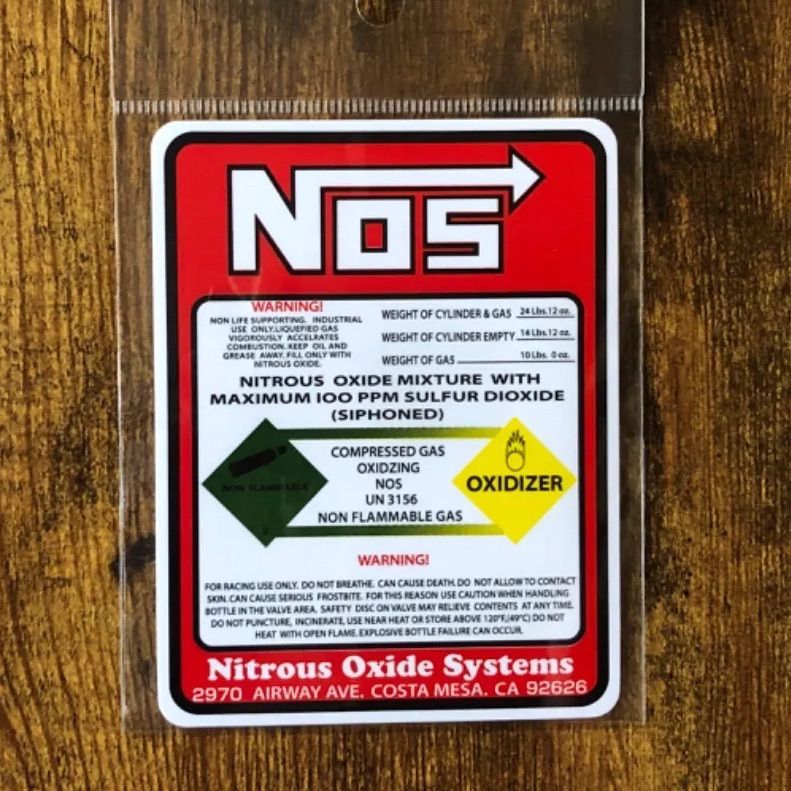 NOS
WARNING!
NON LIFE SUPPORTING. INDUSTRIAL
USE ONLY.LIQUEFIED GAS
VIGOROUSLY ACCELRATES
COMBUSTION. KEEP OIL AND
GREASE AWAY. FILL ONLY WITH
NITROUS OXIDE.
WEIGHT OF CYLINDER & GAS 24 Lbs.12 oz.
WEIGHT OF CYLINDER EMPTY 14 Lbs.12 oz.
WEIGHT OF GAS 10 Lbs. 0 oz.
NITROUS OXIDE MIXTURE WITH
MAXIMUM 100 PPM SULFUR DIOXIDE
(SIPHONED)
NON FLAMMABLE
2
COMPRESSED GAS
OXIDZING
NOS
UN 3156
NON FLAMMABLE GAS
OXIDIZER
WARNING!
FOR RACING USE ONLY. DO NOT BREATHE. CAN CAUSE DEATH. DO NOT ALLOW TO CONTACT
SKIN. CAN CAUSE SERIOUS FROSTBITE. FOR THIS REASON USE CAUTION WHEN HANDLING
BOTTLE IN THE VALVE AREA. SAFETY DISC ON VALVE MAY RELIEVE CONTENTS AT ANY TIME.
DO NOT PUNCTURE, INCINERATE, USE NEAR HEAT OR STORE ABOVE 120°F,(49°C) DO NOT
HEAT WITH OPEN FLAME. EXPLOSIVE BOTTLE FAILURE CAN OCCUR.
Nitrous Oxide Systems
2970 AIRWAY AVE. COSTA MESA. CA 92626